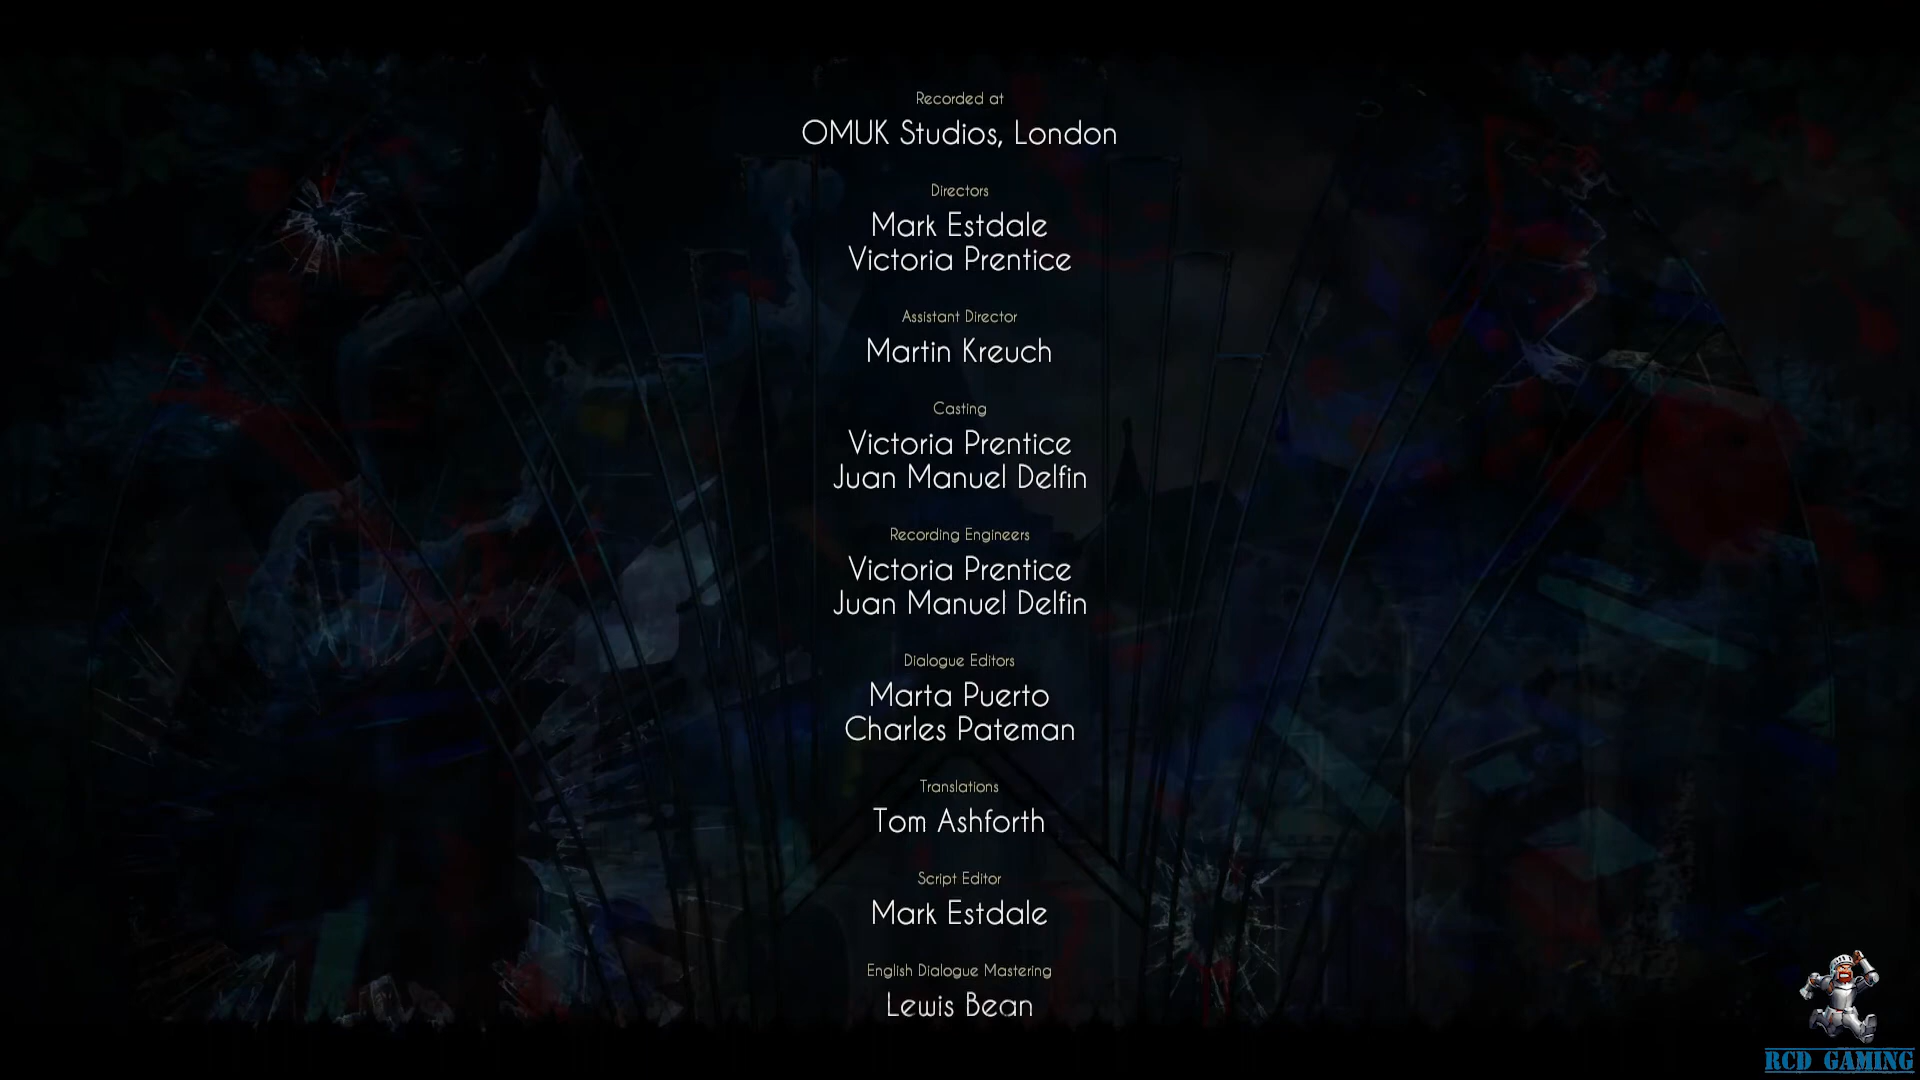 Recorded at
OMUK Studios, London
Directors
Mark Estdale
Victoria Prentice
Assistant Director
Martin Kreuch
Casting
Victoria Prentice
Juan Manuel Delfin
Recording Engineers
Victoria Prentice
Juan Manuel Delfin
Dialogue Editors
Marta Puerto
Charles Pateman
Translations
Tom Ashforth
Script Editor
Mark Estdale
English Dialogue Mastering
Lewis Bean
RCD GAMING